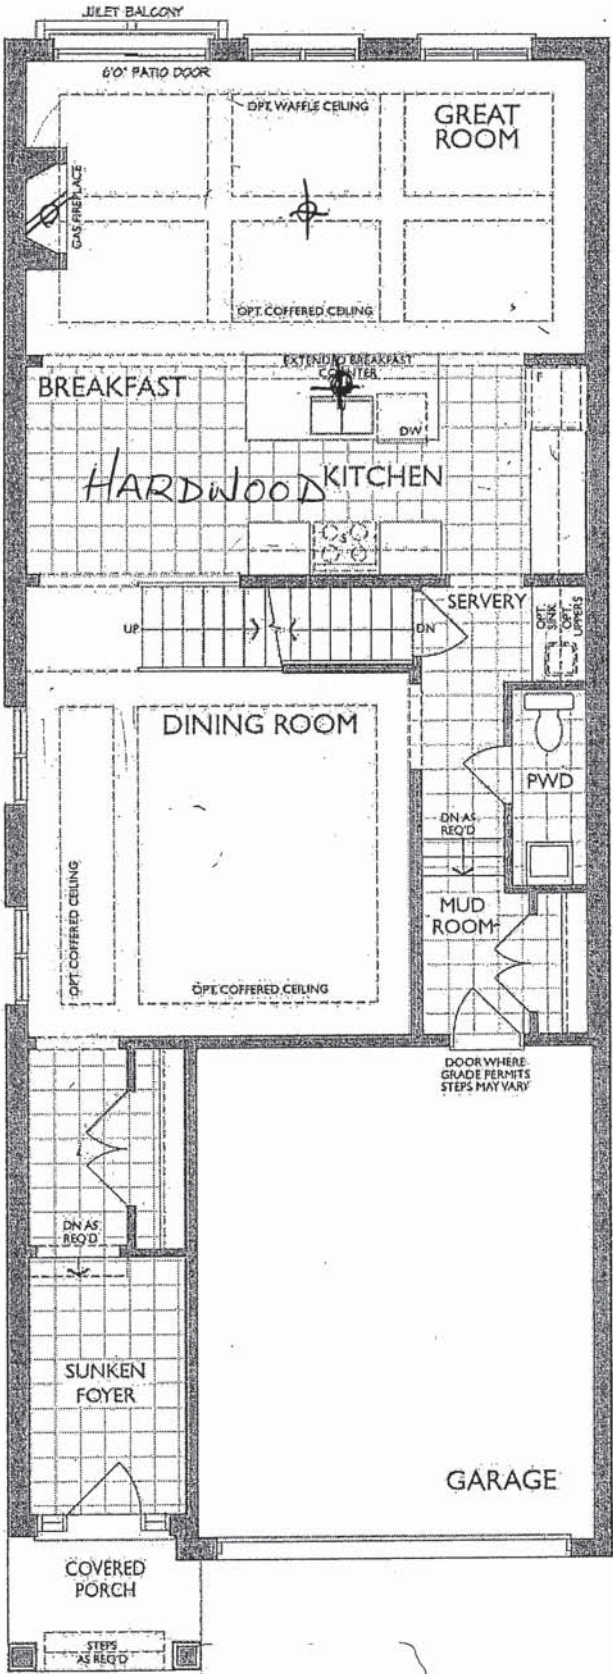 JULIET BALCONY
6'0" PATIO DOOR
OPT. WAFFLE CEILING
GREAT
ROOM
GAS FIREPLACE
OPT. COFFERED CEILING
EXTENDED BREAKFAST
COUNTER
BREAKFAST
F
DW
HARDWOOD
KITCHEN
S
SERVERY
OPT.
SINK
OPT.
UPPERS
UP
DN
DINING ROOM
PWD
DN AS
REQ'D
OPT. COFFERED CEILING
MUD
ROOM
OPT. COFFERED CEILING
DOOR WHERE
GRADE PERMITS
STEPS MAY VARY
DN AS
REQ'D
SUNKEN
FOYER
GARAGE
COVERED
PORCH
STEPS
AS REQ'D